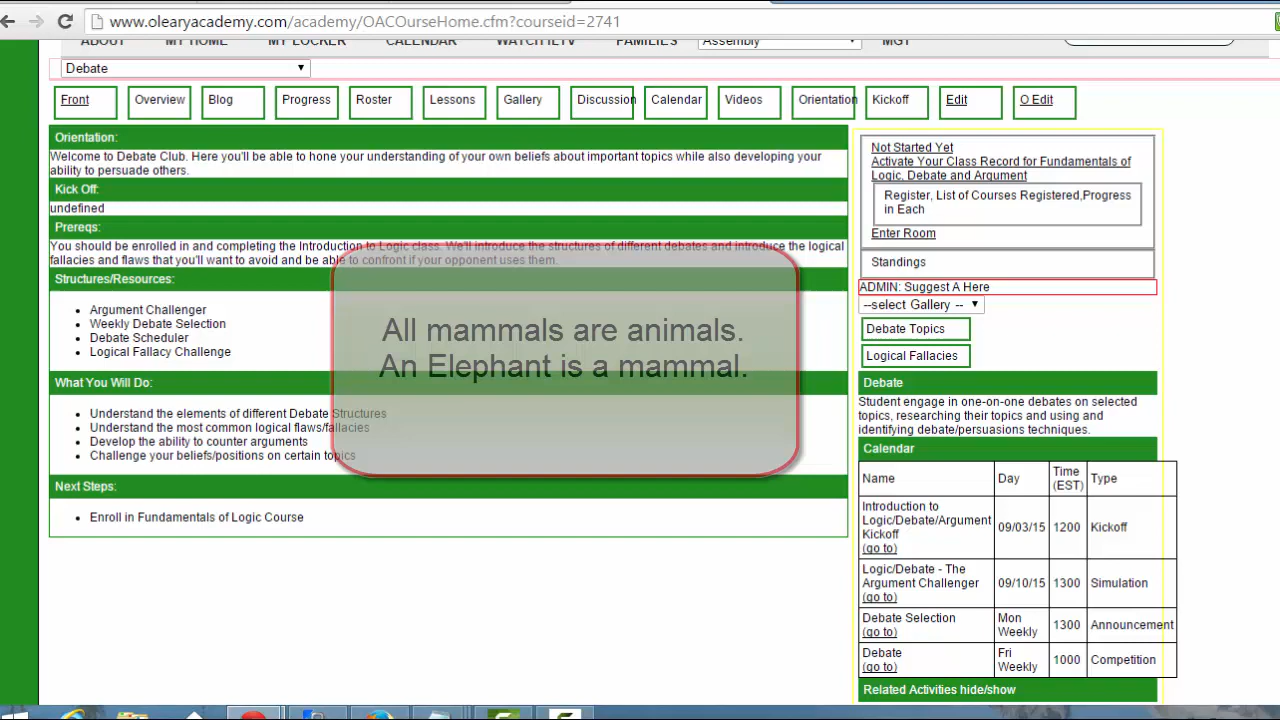 www.olearyacademy.com/academy/OACOurseHome.cfm?courseid=2741
ABOUT MY HOME MY LOCKER CALENDAR WATCH ILTV FAMILIES Assembly MGT
Debate
Front Overview Blog Progress Roster Lessons Gallery Discussion Calendar Videos Orientation Kickoff Edit O Edit
Orientation:
Welcome to Debate Club. Here you'll be able to hone your understanding of your own beliefs about important topics while also developing your
ability to persuade others.
Kick Off:
undefined
Prereqs:
You should be enrolled in and completing the Introduction to Logic class. We'll introduce the structures of different debates and introduce the logical
fallacies and flaws that you'll want to avoid and be able to confront if your opponent uses them.
Structures/Resources:
Argument Challenger
Weekly Debate Selection
Debate Scheduler
Logical Fallacy Challenge
What You Will Do:
Understand the elements of different Debate Structures
Understand the most common logical flaws/fallacies
Develop the ability to counter arguments
Challenge your beliefs/positions on certain topics
Next Steps:
Enroll in Fundamentals of Logic Course
All mammals are animals.
An Elephant is a mammal.
Not Started Yet
Activate Your Class Record for Fundamentals of
Logic, Debate and Argument
Register, List of Courses Registered,Progress
in Each
Enter Room
Standings
ADMIN: Suggest A Here
--select Gallery --
Debate Topics
Logical Fallacies
Debate
Student engage in one-on-one debates on selected
topics, researching their topics and using and
identifying debate/persuasions techniques.
Calendar
Name Day Time (EST) Type
Introduction to
Logic/Debate/Argument
Kickoff
(go to) 09/03/15 1200 Kickoff
Logic/Debate - The
Argument Challenger
(go to) 09/10/15 1300 Simulation
Debate Selection
(go to) Mon Weekly 1300 Announcement
Debate
(go to) Fri Weekly 1000 Competition
Related Activities hide/show